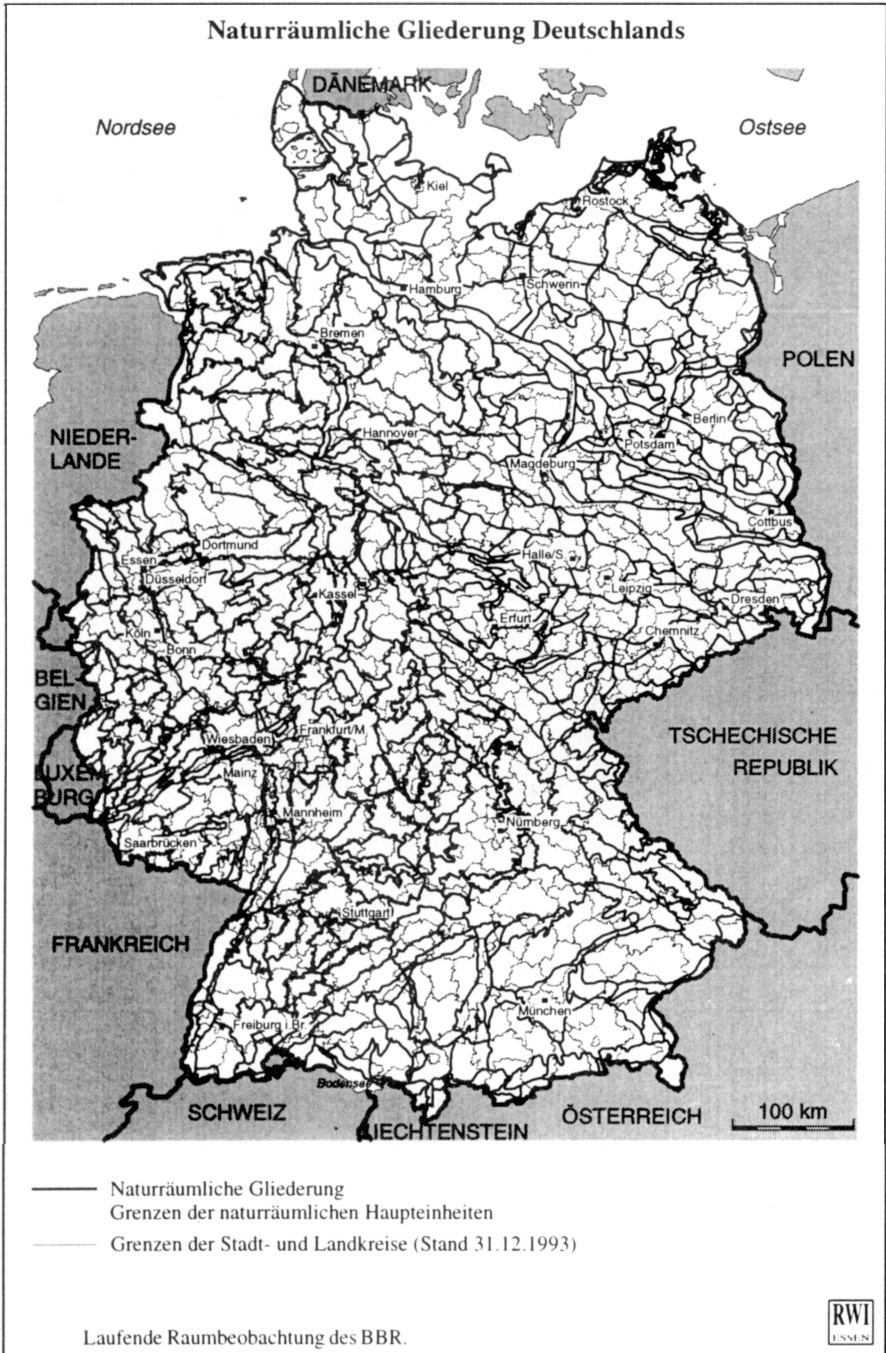 Naturräumliche Gliederung Deutschlands
DÄNEMARK
Nordsee
Ostsee
Kiel
Rostock
Hamburg
Schwerin
Bremen
POLEN
Berlin
NIEDER-
LANDE
Hannover
Potsdam
Magdeburg
Cottbus
Dortmund
Essen
Halle/S.
Düsseldorf
Leipzig
Kassel
Dresden
Erfurt
Köln
Chemnitz
Bonn
BEL-
GIEN
Frankfurt/M
Wiesbaden
TSCHECHISCHE
REPUBLIK
LUXEM-
BURG
Mainz
Mannheim
Nürnberg
Saarbrücken
Stuttgart
FRANKREICH
München
Freiburg i.Br.
Bodensee
SCHWEIZ
ÖSTERREICH
100 km
LIECHTENSTEIN
Naturräumliche Gliederung
Grenzen der naturräumlichen Haupteinheiten
Grenzen der Stadt- und Landkreise (Stand 31.12.1993)
RWI
ESSEN
Laufende Raumbeobachtung des BBR.